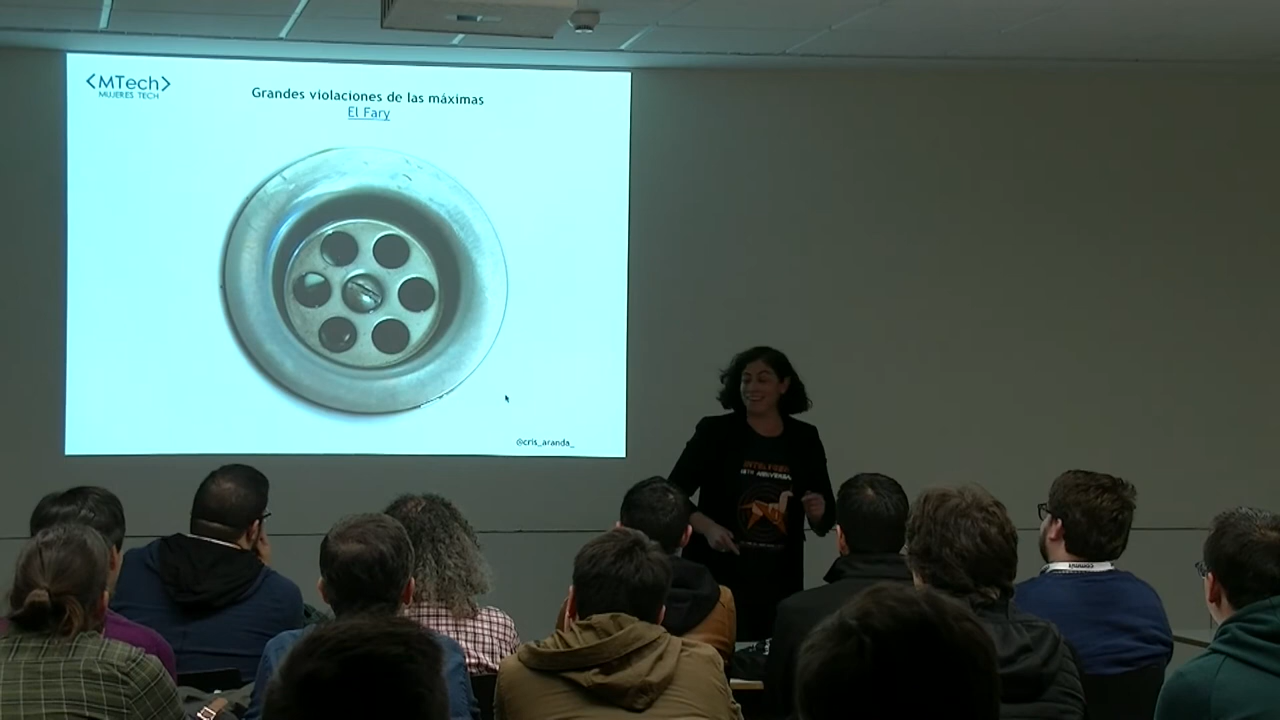 <MTech>
MUJERES TECH
Grandes violaciones de las máximas
El Fary
@cris_aranda_